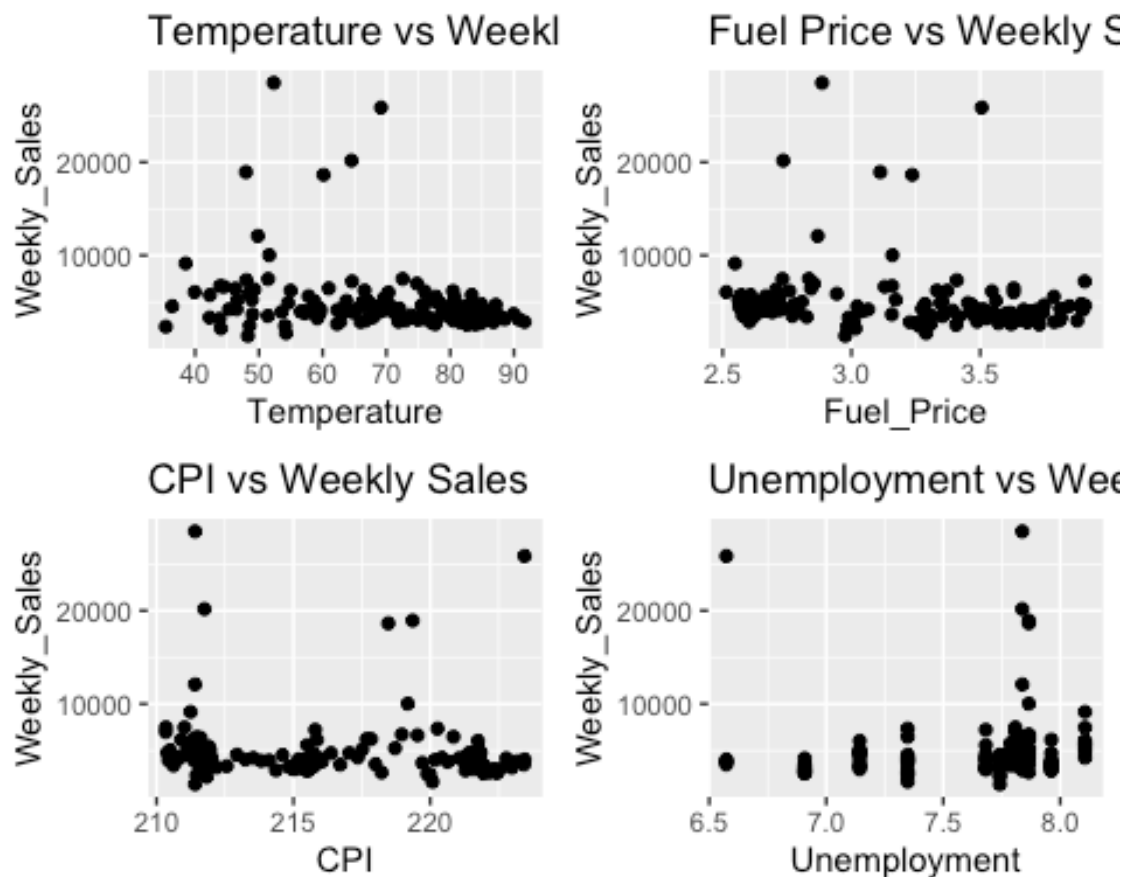 Temperature vs Weekl
Weekly_Sales
20000
10000
40 50 60 70 80 90
Temperature
Fuel Price vs Weekly S
Weekly_Sales
20000
10000
2.5 3.0 3.5
Fuel_Price
CPI vs Weekly Sales
Weekly_Sales
20000
10000
210 215 220
CPI
Unemployment vs Wee
Weekly_Sales
20000
10000
6.5 7.0 7.5 8.0
Unemployment